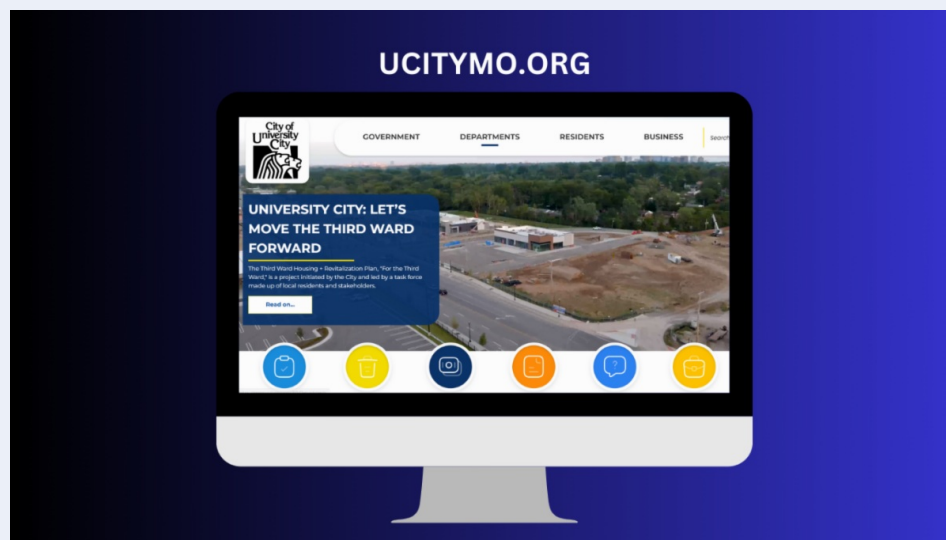 UCITYMO.ORG
City of
University
City
GOVERNMENT
DEPARTMENTS
RESIDENTS
BUSINESS
Search
UNIVERSITY CITY: LET'S
MOVE THE THIRD WARD
FORWARD
The Third Ward Housing + Revitalization Plan, "For the Third
Ward," is a project initiated by the City and led by a task force
made up of local residents and stakeholders.
Read on...
?